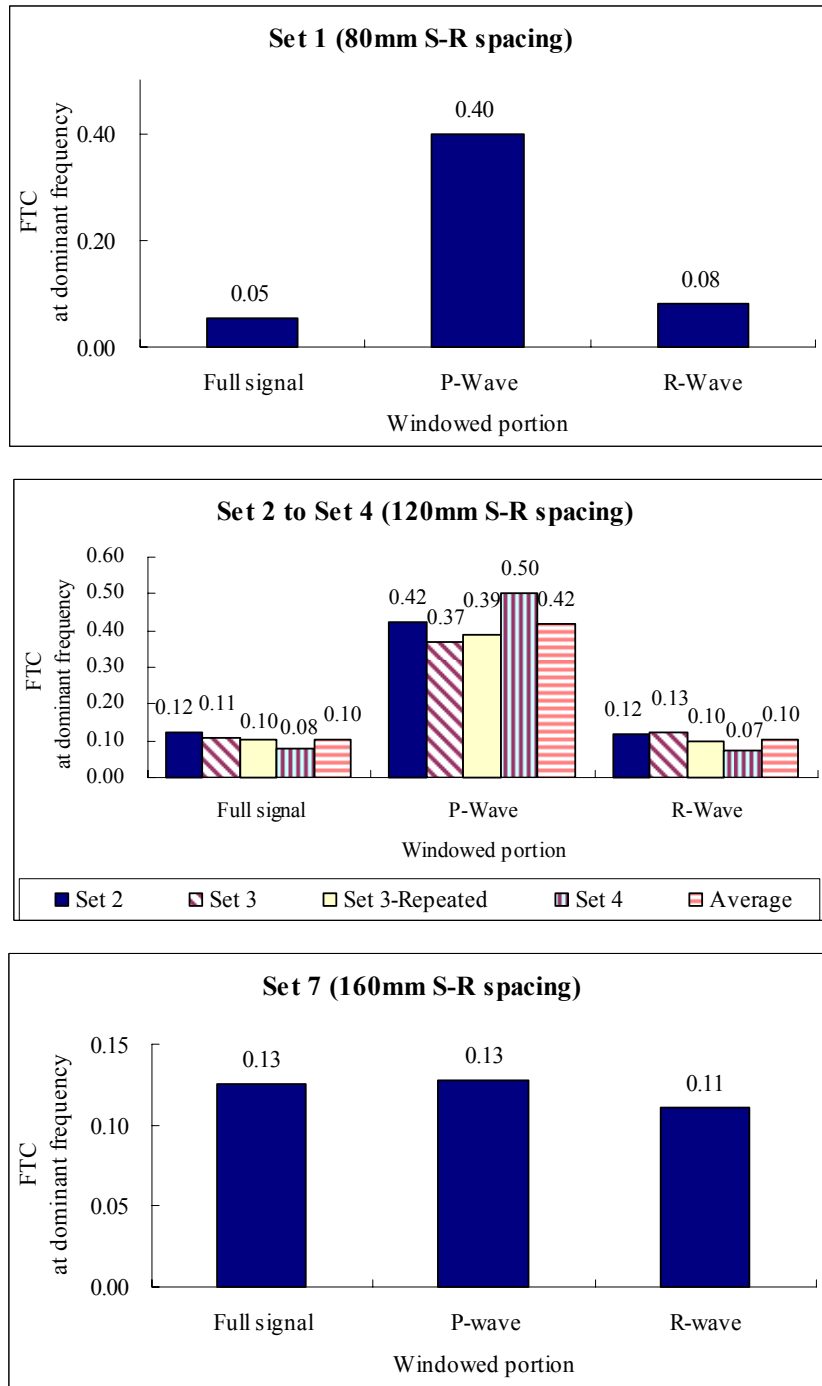 Set 1 (80mm S-R spacing)
FTC
at dominant frequency
0.40
0.20
0.00
0.05
0.40
0.08
Full signal
P-Wave
R-Wave
Windowed portion
Set 2 to Set 4 (120mm S-R spacing)
FTC
at dominant frequency
0.60
0.50
0.40
0.30
0.20
0.10
0.00
0.12
0.11
0.10
0.08
0.10
0.42
0.37
0.39
0.50
0.42
0.12
0.13
0.10
0.07
0.10
Full signal
P-Wave
R-Wave
Windowed portion
Set 2
Set 3
Set 3-Repeated
Set 4
Average
Set 7 (160mm S-R spacing)
FTC
at dominant frequency
0.15
0.10
0.05
0.00
0.13
0.13
0.11
Full signal
P-wave
R-wave
Windowed portion